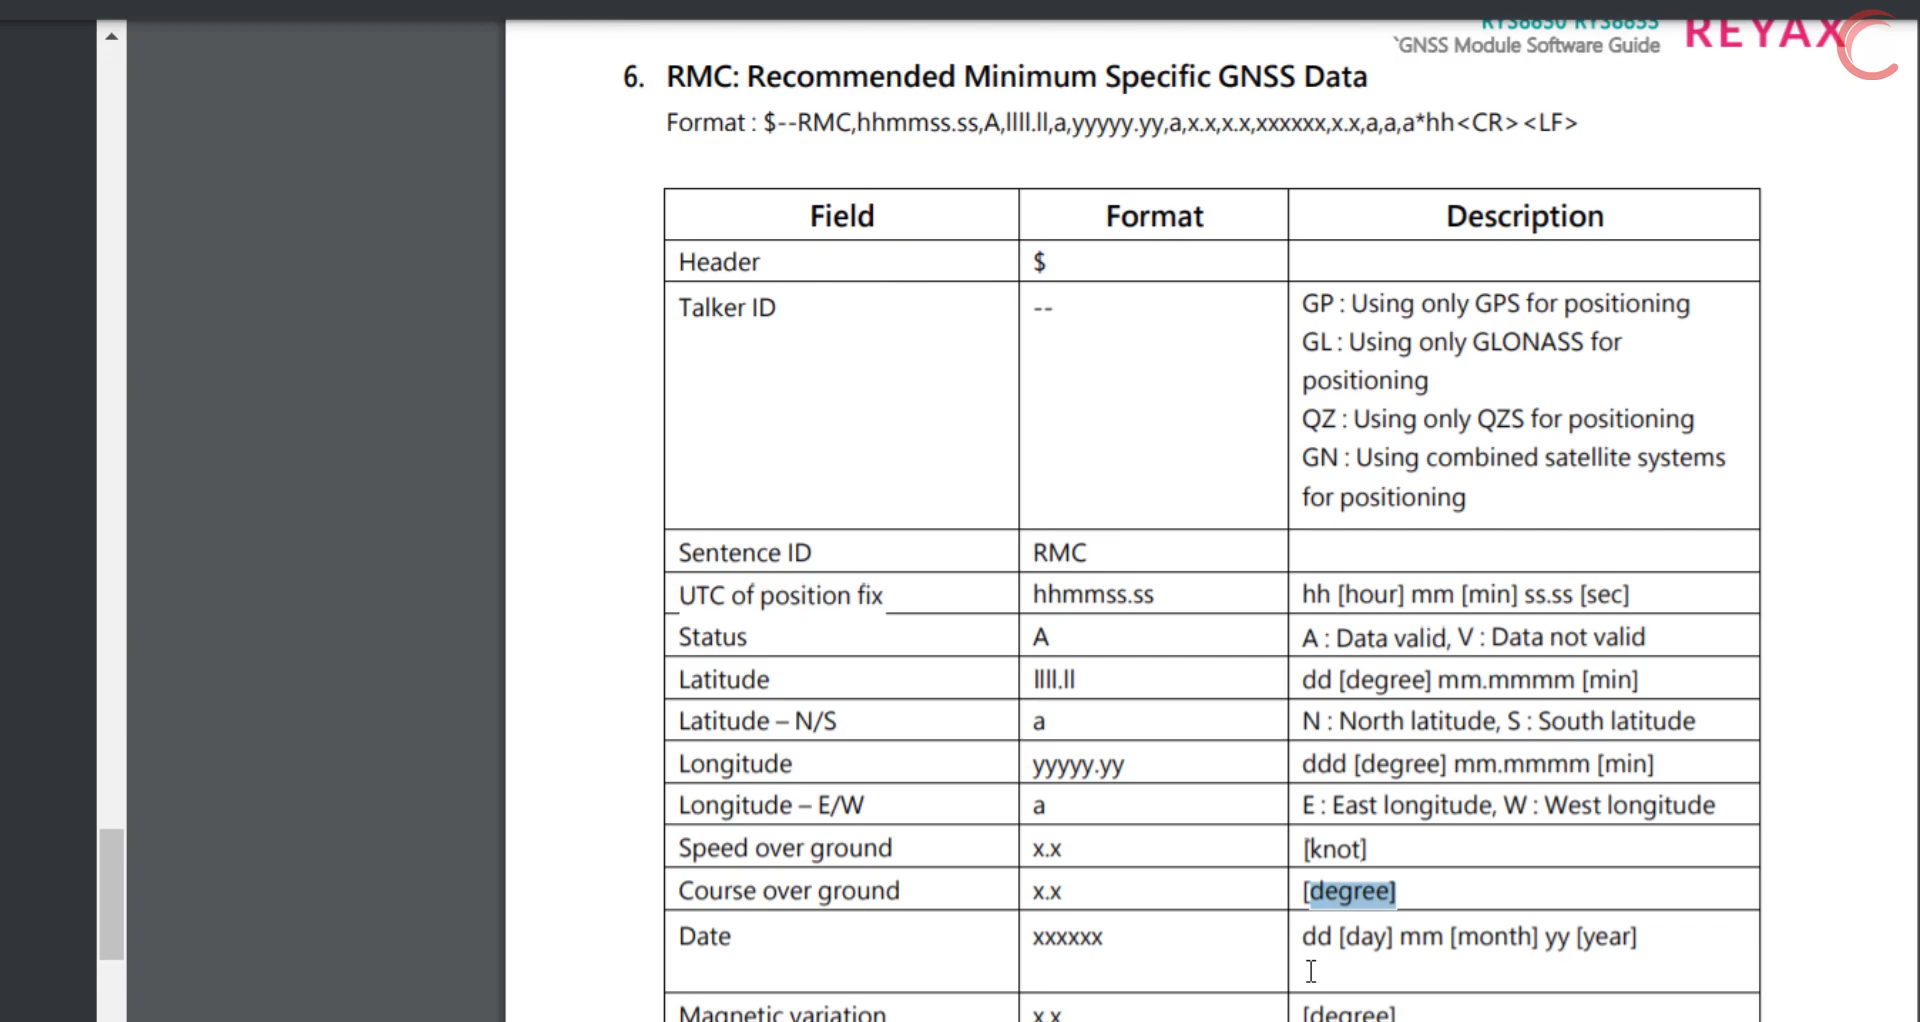 RYS8830 RYS8833
`GNSS Module Software Guide
REYAX
6. RMC: Recommended Minimum Specific GNSS Data
Format : $--RMC,hhmmss.ss,A,llll.ll,a,yyyyy.yy,a,x.x,x.x,xxxxxx,x.x,a,a,a*hh<CR><LF>
Field Format Description
Header $
Talker ID -- GP : Using only GPS for positioning
GL : Using only GLONASS for
positioning
QZ : Using only QZS for positioning
GN : Using combined satellite systems
for positioning
Sentence ID RMC
UTC of position fix hhmmss.ss hh [hour] mm [min] ss.ss [sec]
Status A A : Data valid, V : Data not valid
Latitude llll.ll dd [degree] mm.mmmm [min]
Latitude – N/S a N : North latitude, S : South latitude
Longitude yyyyy.yy ddd [degree] mm.mmmm [min]
Longitude – E/W a E : East longitude, W : West longitude
Speed over ground x.x [knot]
Course over ground x.x [degree]
Date xxxxxx dd [day] mm [month] yy [year]
Magnetic variation x.x [degree]